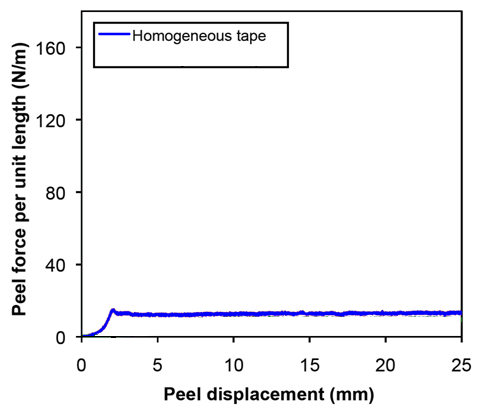 Homogeneous tape
Peel force per unit length (N/m)
160
120
80
40
0
0 5 10 15 20 25
Peel displacement (mm)